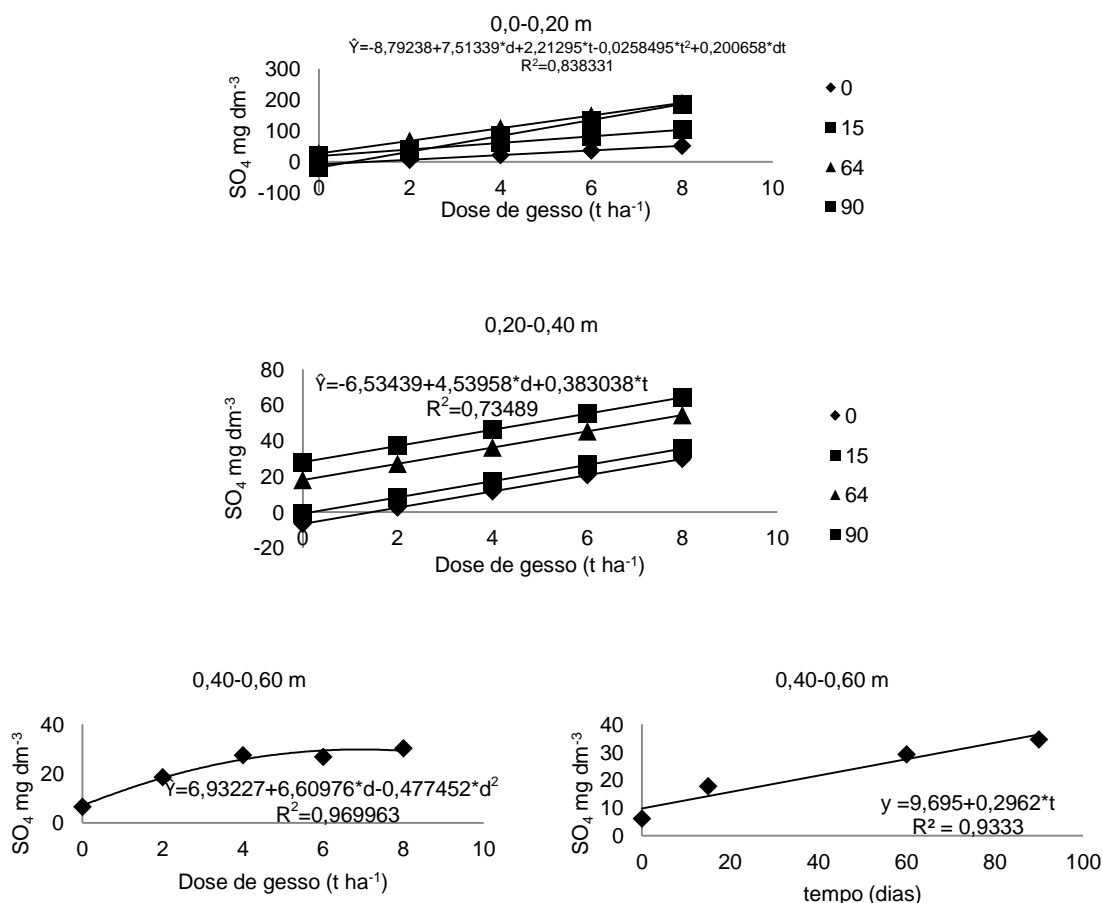 0,0-0,20 m
Ŷ=-8,79238+7,51339*d+2,21295*t-0,0258495*t²+0,200658*dt
R²=0,838331
SO₄ mg dm⁻³
300
200
100
0
-100
0 2 4 6 8 10
Dose de gesso (t ha⁻¹)
0
15
64
90
0,20-0,40 m
Ŷ=-6,53439+4,53958*d+0,383038*t
R²=0,73489
SO₄ mg dm⁻³
80
60
40
20
0
-20
0 2 4 6 8 10
Dose de gesso (t ha⁻¹)
0
15
64
90
0,40-0,60 m
SO₄ mg dm⁻³
40
20
0
Ŷ=6,93227+6,60976*d-0,477452*d²
R²=0,969963
0 2 4 6 8 10
Dose de gesso (t ha⁻¹)
0,40-0,60 m
SO₄ mg dm⁻³
40
30
20
10
0
y =9,695+0,2962*t
R² = 0,9333
0 20 40 60 80 100
tempo (dias)